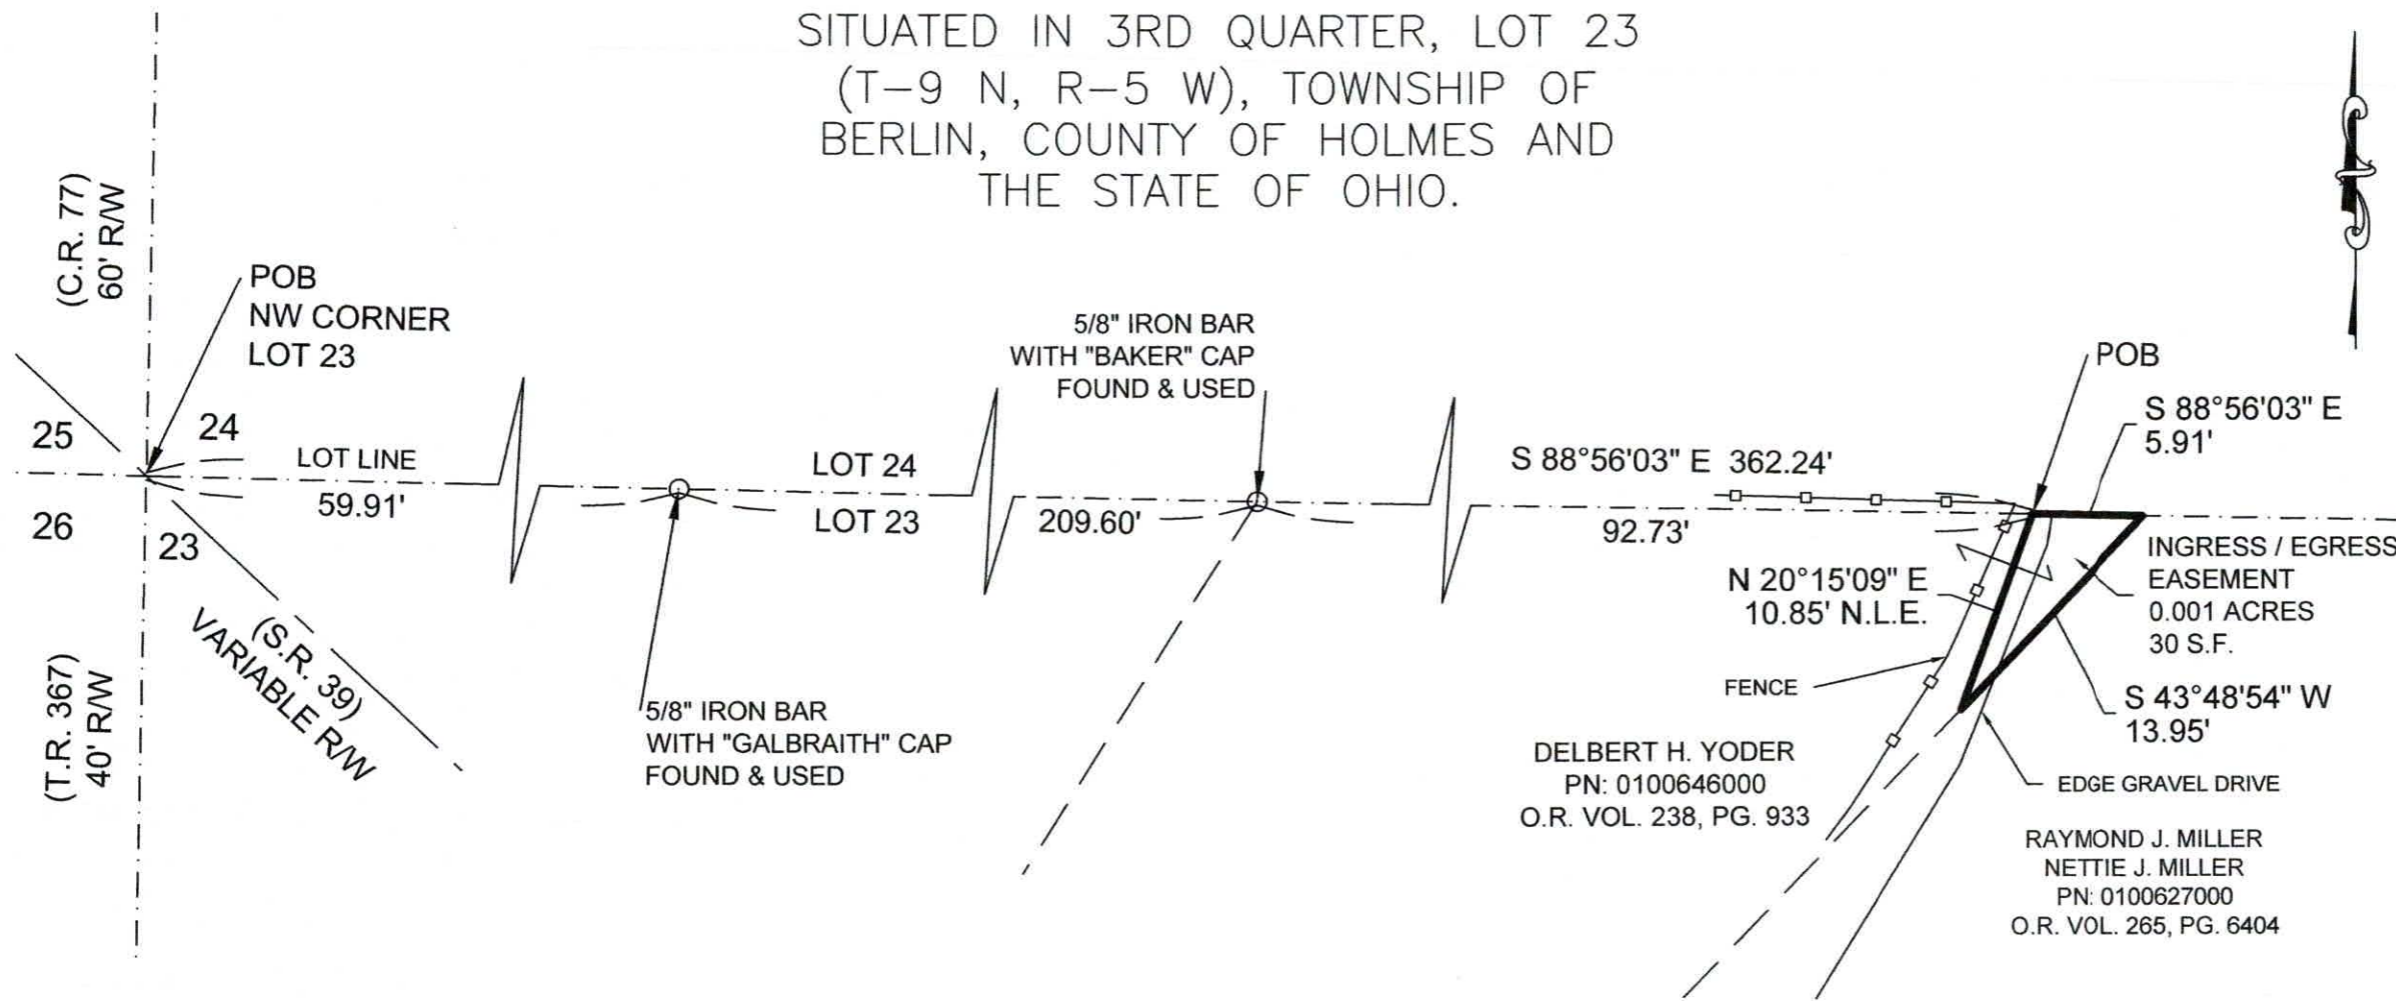 SITUATED IN 3RD QUARTER, LOT 23
(T-9 N, R-5 W), TOWNSHIP OF
BERLIN, COUNTY OF HOLMES AND
THE STATE OF OHIO.
(C.R. 77)
60' R/W
POB
NW CORNER
LOT 23
25
24
26
23
LOT LINE
59.91'
(T.R. 367)
40' R/W
(S.R. 39)
VARIABLE R/W
5/8" IRON BAR
WITH "GALBRAITH" CAP
FOUND & USED
LOT 24
LOT 23
5/8" IRON BAR
WITH "BAKER" CAP
FOUND & USED
209.60'
S 88°56'03" E 362.24'
92.73'
POB
S 88°56'03" E
5.91'
N 20°15'09" E
10.85' N.L.E.
INGRESS / EGRESS
EASEMENT
0.001 ACRES
30 S.F.
FENCE
S 43°48'54" W
13.95'
DELBERT H. YODER
PN: 0100646000
O.R. VOL. 238, PG. 933
EDGE GRAVEL DRIVE
RAYMOND J. MILLER
NETTIE J. MILLER
PN: 0100627000
O.R. VOL. 265, PG. 6404